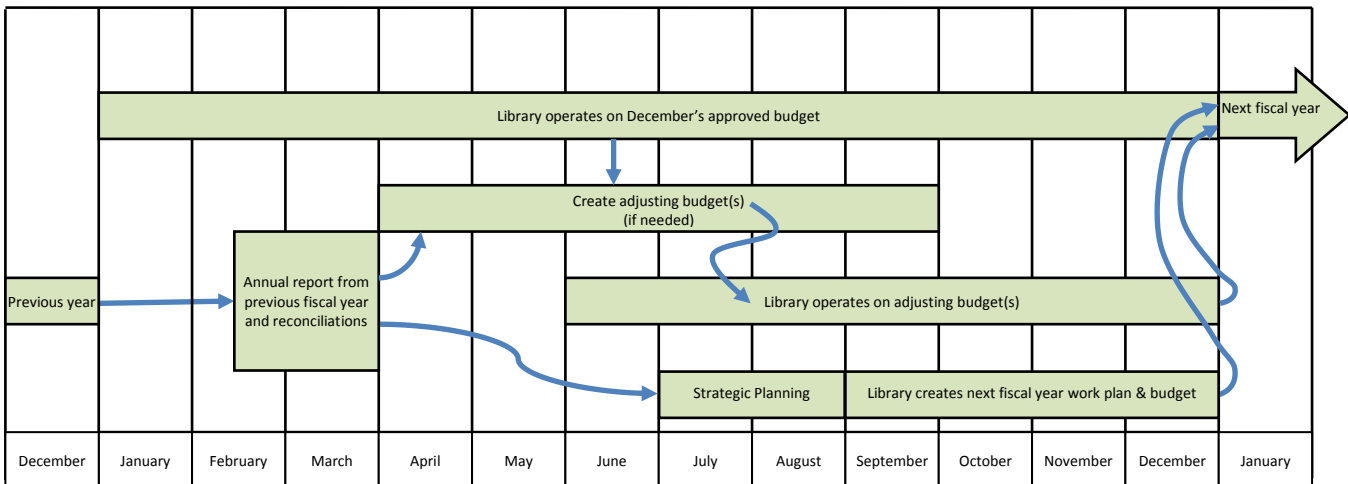 Library operates on December's approved budget
Next fiscal year
Create adjusting budget(s)
(if needed)
Previous year
Annual report from
previous fiscal year
and reconciliations
Library operates on adjusting budget(s)
Strategic Planning
Library creates next fiscal year work plan & budget
December
January
February
March
April
May
June
July
August
September
October
November
December
January